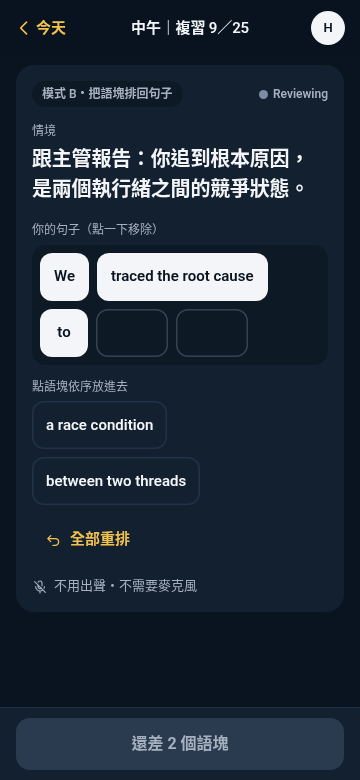 今天
中午｜複習 9／25
H
模式 B・把語塊排回句子
Reviewing
情境
跟主管報告：你追到根本原因，
是兩個執行緒之間的競爭狀態。
你的句子（點一下移除）
We
traced the root cause
to
點語塊依序放進去
a race condition
between two threads
全部重排
不用出聲・不需要麥克風
還差 2 個語塊